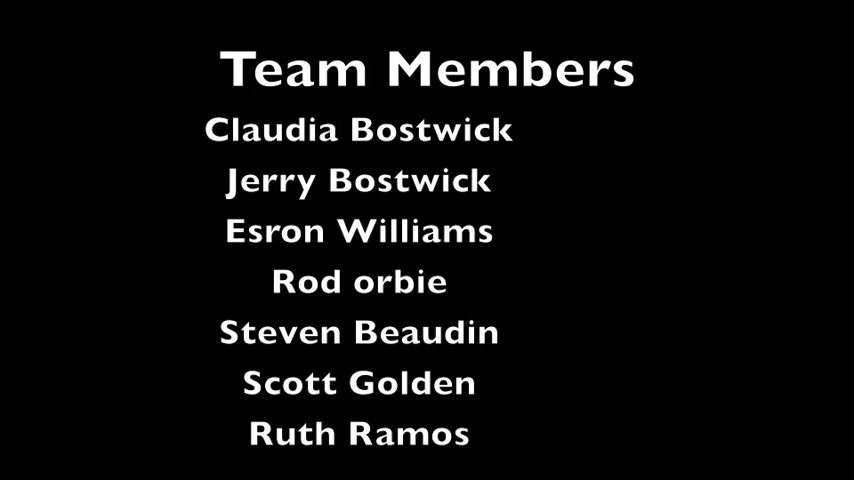 Team Members
Claudia Bostwick
Jerry Bostwick
Esron Williams
Rod orbie
Steven Beaudin
Scott Golden
Ruth Ramos